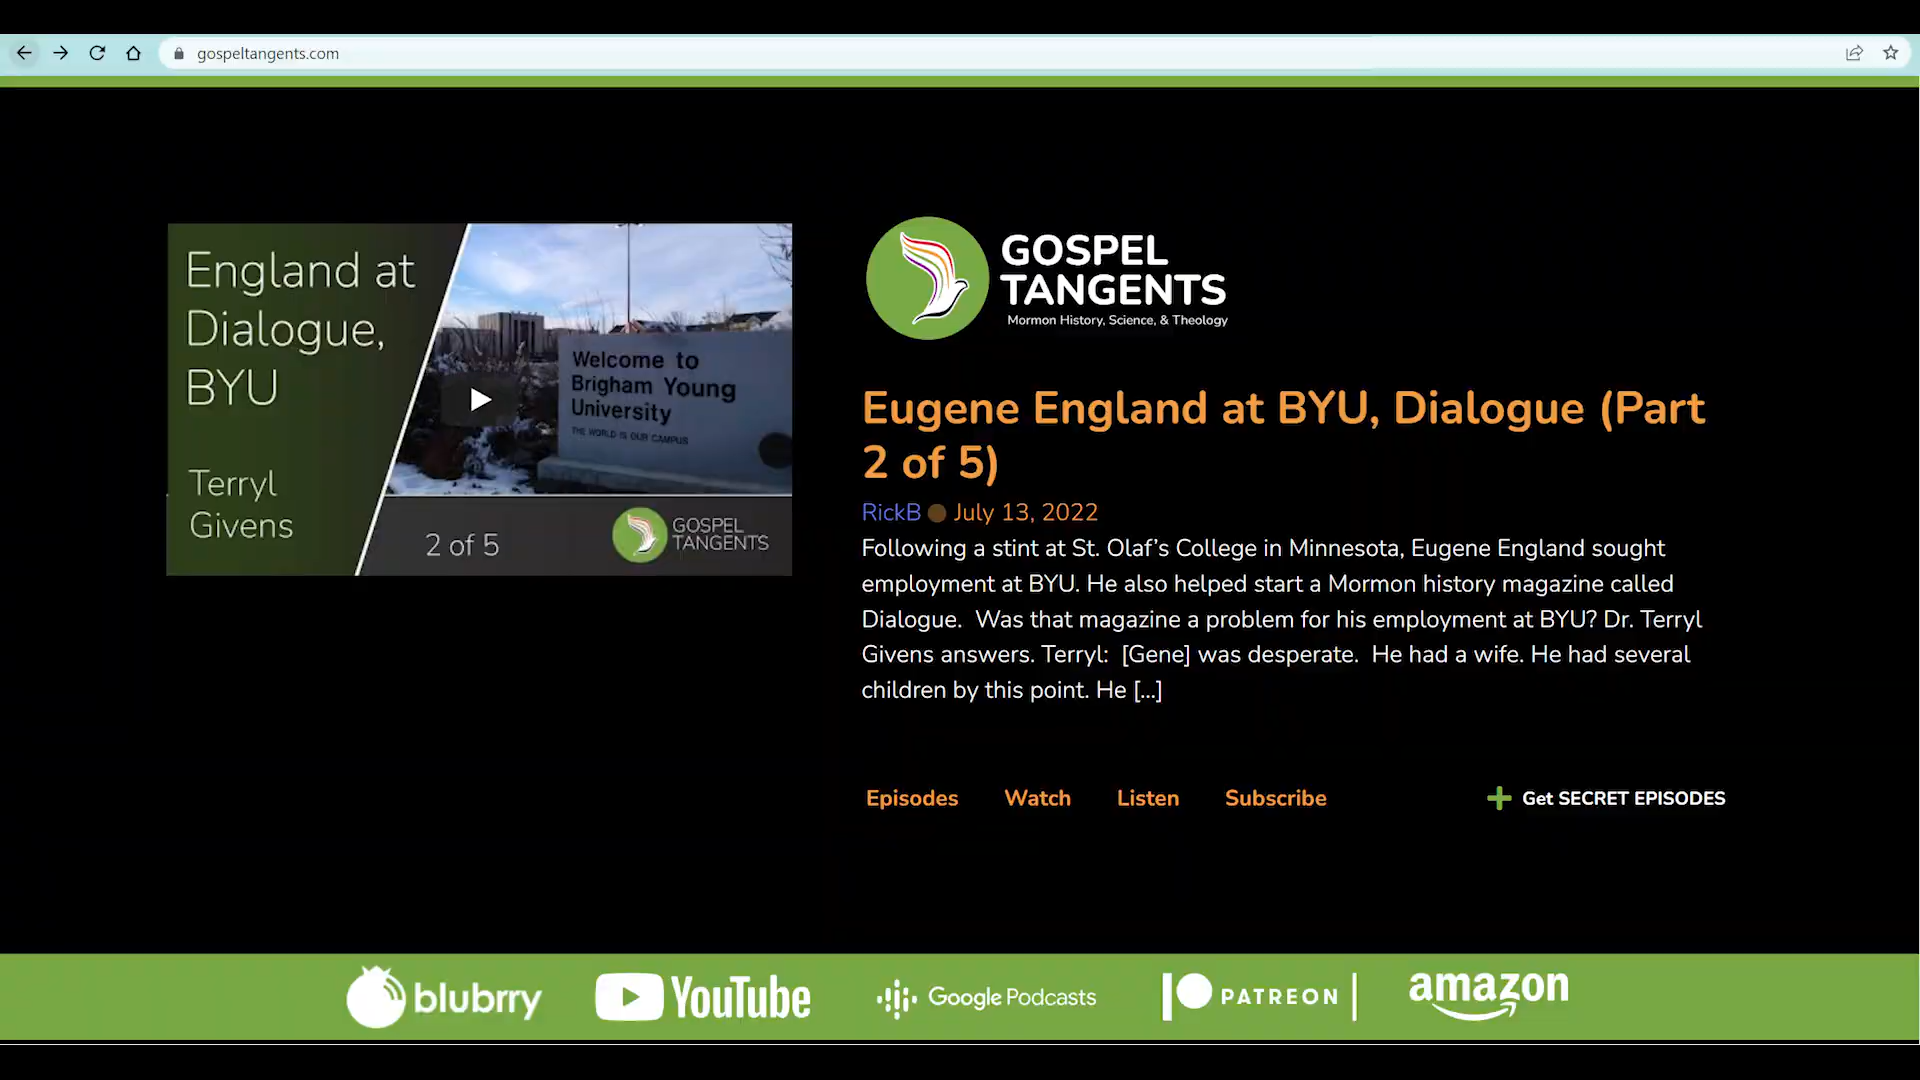 gospeltangents.com
England at
Dialogue,
BYU
Terryl
Givens
Welcome to
Brigham Young
University
THE WORLD IS OUR CAMPUS
2 of 5
GOSPEL
TANGENTS
GOSPEL
TANGENTS
Mormon History, Science, & Theology
Eugene England at BYU, Dialogue (Part
2 of 5)
RickB July 13, 2022
Following a stint at St. Olaf’s College in Minnesota, Eugene England sought
employment at BYU. He also helped start a Mormon history magazine called
Dialogue.  Was that magazine a problem for his employment at BYU? Dr. Terryl
Givens answers. Terryl:  [Gene] was desperate.  He had a wife. He had several
children by this point. He [...]
Episodes Watch Listen Subscribe Get SECRET EPISODES
blubrry YouTube Google Podcasts PATREON amazon